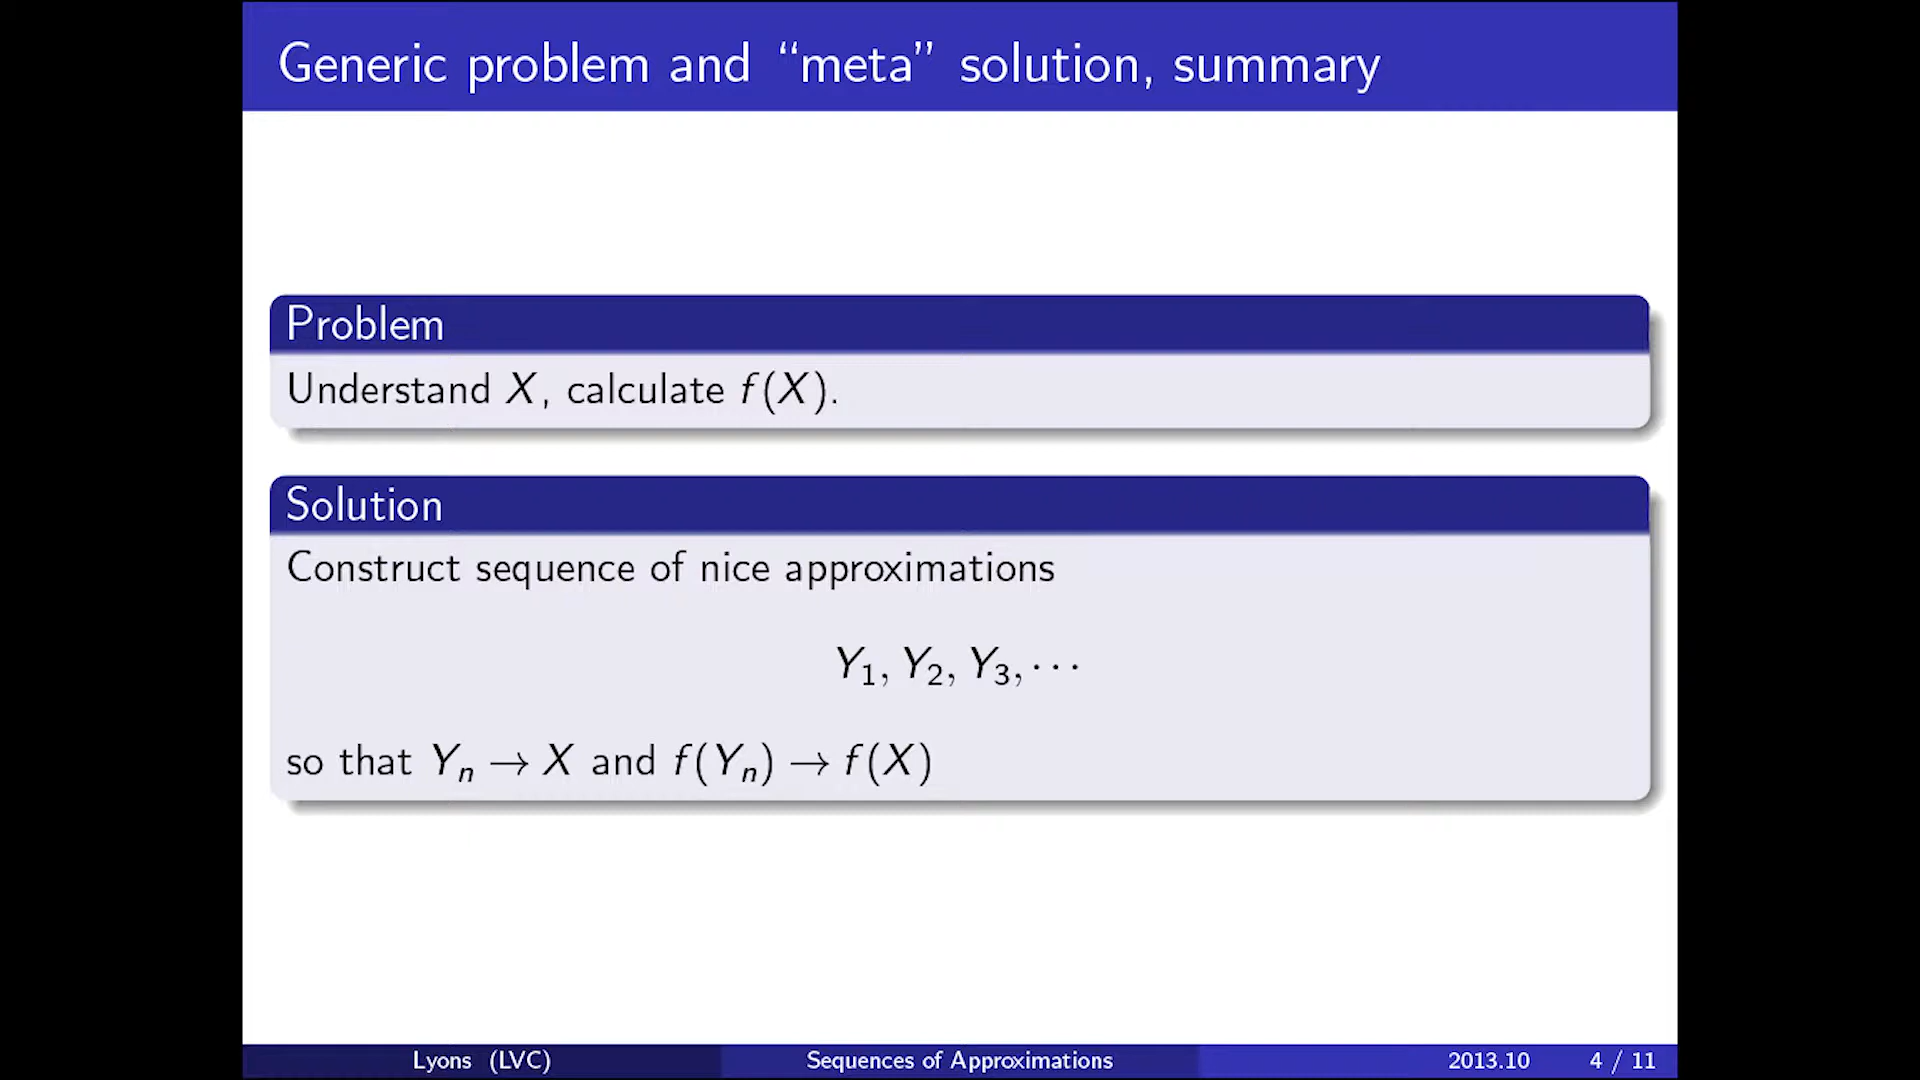 Generic problem and “meta” solution, summary
Problem
Understand X, calculate f(X).
Solution
Construct sequence of nice approximations
Y₁, Y₂, Y₃, ⋯
so that Yₙ → X and f(Yₙ) → f(X)
Lyons (LVC) Sequences of Approximations 2013.10 4 / 11